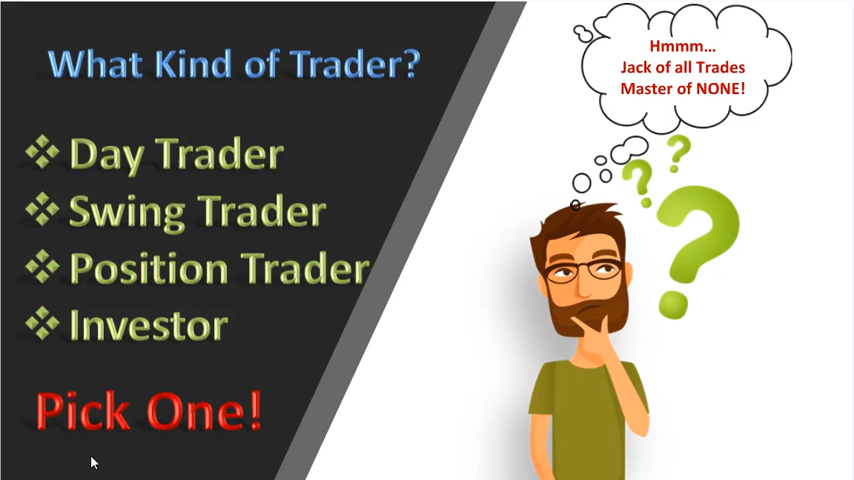 What Kind of Trader?
Day Trader
Swing Trader
Position Trader
Investor
Pick One!
Hmmm...
Jack of all Trades
Master of NONE!